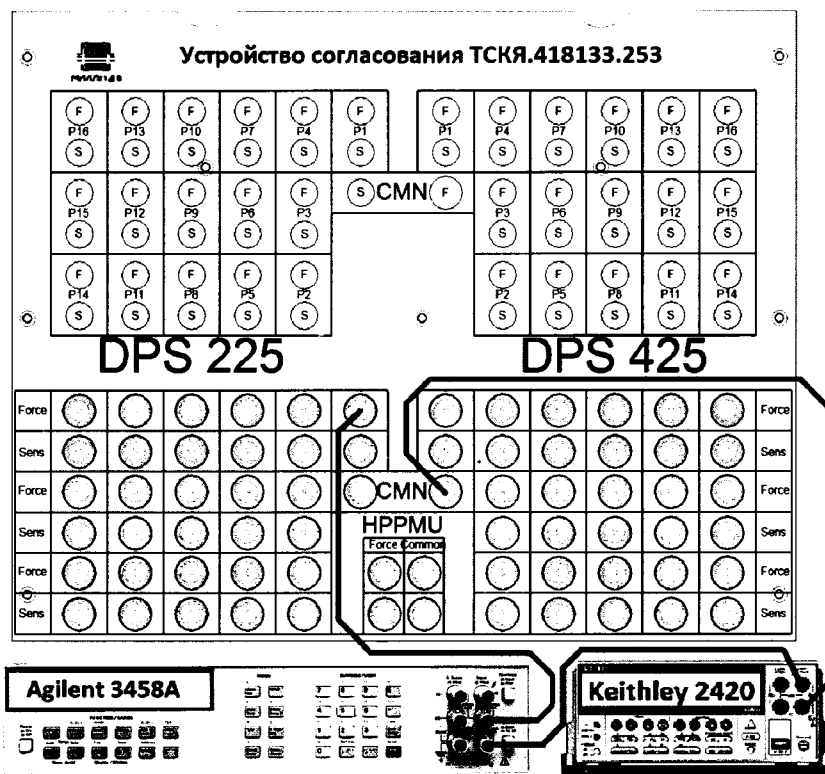 Устройство согласования ТСКЯ.418133.253
F F F F F F F F F F F F
P16 P13 P10 P7 P4 P1 P1 P4 P7 P10 P13 P16
S S S S S S S S S S S S
F F F F F S CMN F F F F F F
P15 P12 P9 P6 P3 P3 P6 P9 P12 P15
S S S S S S S S S S
F F F F F F F F F F
P14 P11 P8 P5 P2 P2 P5 P8 P11 P14
S S S S S S S S S S
DPS 225 DPS 425
Force Force
Sens Sens
Force CMN Force
Sens HPPMU Sens
Force Common
Force Force
Sens Sens
Agilent 3458A Keithley 2420